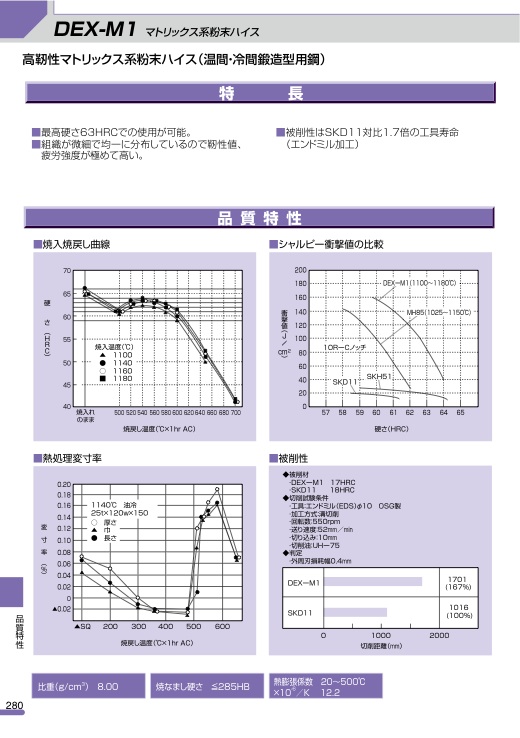 DEX-M1 マトリックス系粉末ハイス
高靭性マトリックス系粉末ハイス(温間・冷間鍛造型用鋼)
特 長
■最高硬さ63HRCでの使用が可能。
■組織が微細で均一に分布しているので靭性値、
疲労強度が極めて高い。
■被削性はSKD11対比1.7倍の工具寿命
(エンドミル加工)
品質特性
■焼入焼戻し曲線
70
65
60
55
50
45
40
硬さ(HRC)
焼入温度(℃)
▲ 1100
● 1140
○ 1160
■ 1180
焼入れ
のまま
500 520 540 560 580 600 620 640 660 680 700
焼戻し温度(℃×1hr AC)
■シャルピー衝撃値の比較
200
180
160
140
120
100
80
60
40
20
0
衝撃値(J/cm²)
DEX-M1(1100~1180℃)
MH85(1025~1150℃)
10R-Cノッチ
SKH51
SKD11
57 58 59 60 61 62 63 64 65
硬さ(HRC)
■熱処理変寸率
0.20
0.18
0.16
0.14
0.12
0.10
0.08
0.06
0.04
0.02
0
▲0.02
変寸率(%)
1140℃ 油冷
25t×120w×150
○ 厚さ
▲ 巾
● 長さ
▲SQ 200 300 400 500 600
焼戻し温度(℃×1hr AC)
■被削性
◆被削材
・DEX-M1 17HRC
・SKD11 18HRC
◆切削試験条件
・工具:エンドミル(EDS)φ10 OSG製
・加工方式:溝切削
・回転数:550rpm
・送り速度:52mm/min
・切り込み:10mm
・切削油:UH-75
◆判定
・外周刃損耗幅0.4mm
DEX-M1
1701
(167%)
SKD11
1016
(100%)
0 1000 2000
切削距離(mm)
品質特性
比重(g/cm³) 8.00
焼なまし硬さ ≦285HB
熱膨張係数 20~500℃
×10⁻⁶/K 12.2
280